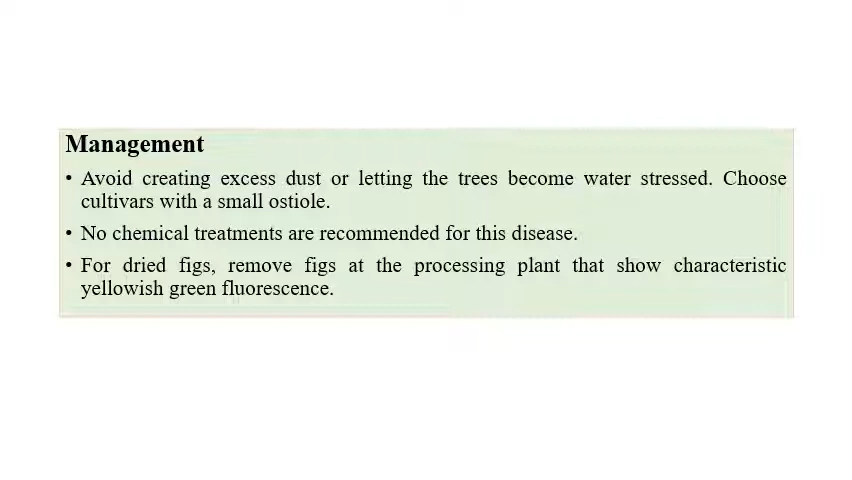 Management
• Avoid creating excess dust or letting the trees become water stressed. Choose
cultivars with a small ostiole.
• No chemical treatments are recommended for this disease.
• For dried figs, remove figs at the processing plant that show characteristic
yellowish green fluorescence.